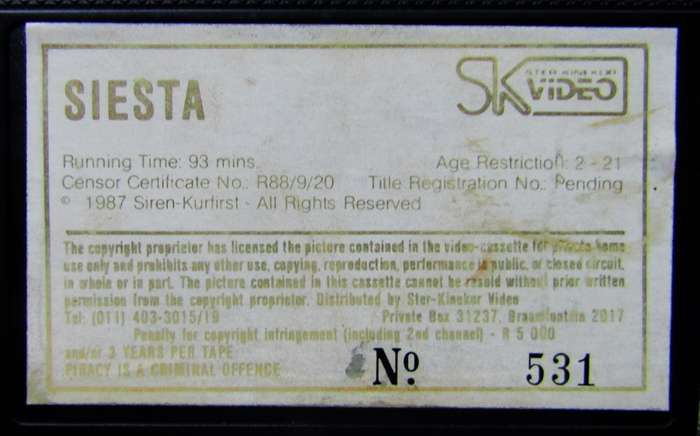 SIESTA
STER KINEKOR
SK VIDEO
Running Time: 93 mins. Age Restriction: 2 - 21
Censor Certificate No.: R88/9/20 Title Registration No.: Pending
© 1987 Siren-Kurfirst - All Rights Reserved
The copyright proprietor has licensed the picture contained in the video-cassette for private home
use only and prohibits any other use, copying, reproduction, performance in public, or closed circuit,
in whole or in part. The picture contained in this cassette cannot be resold without prior written
permission from the copyright proprietor. Distributed by Ster-Kinekor Video
Tel: (011) 403-3015/19 Private Box 31237, Braamfontein 2017
Penalty for copyright infringement (including 2nd channel) - R 5 000
and/or 3 YEARS PER TAPE
PIRACY IS A CRIMINAL OFFENCE
No. 531